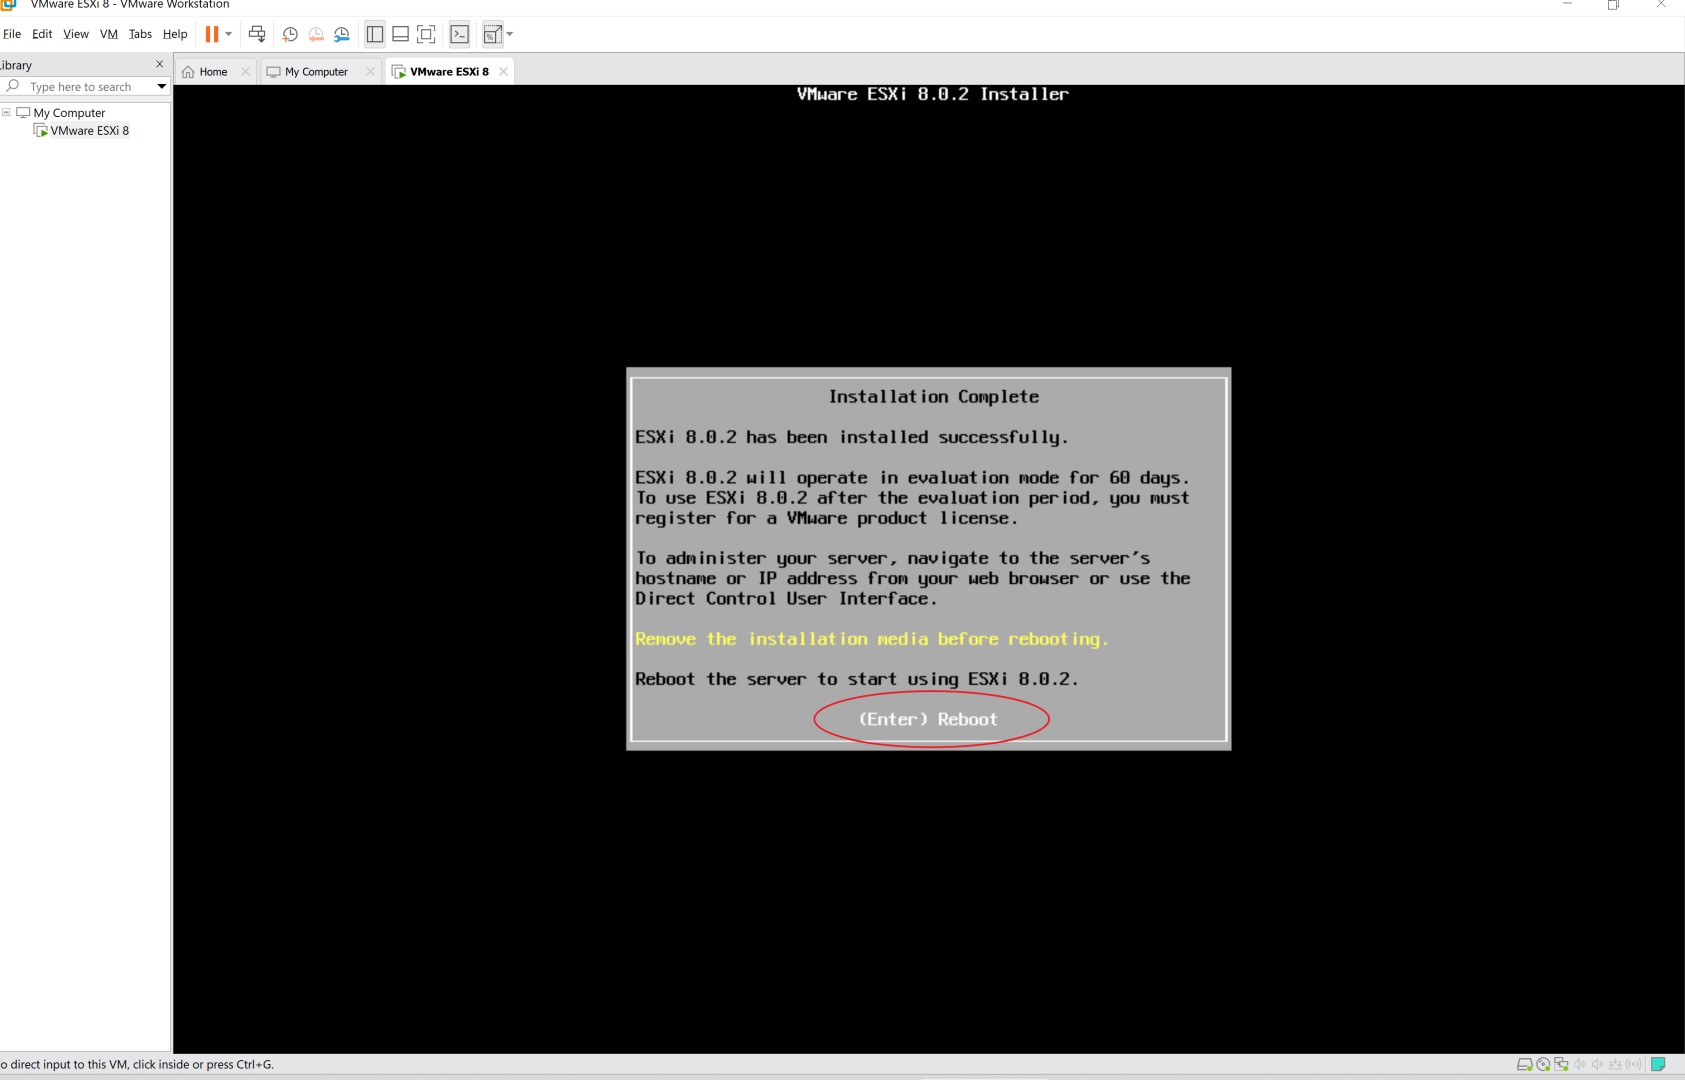 VMware ESXi 8 - VMware Workstation
File Edit View VM Tabs Help
Library
Home
My Computer
VMware ESXi 8
Type here to search
My Computer
VMware ESXi 8
VMware ESXi 8.0.2 Installer
Installation Complete
ESXi 8.0.2 has been installed successfully.
ESXi 8.0.2 will operate in evaluation mode for 60 days.
To use ESXi 8.0.2 after the evaluation period, you must
register for a VMware product license.
To administer your server, navigate to the server's
hostname or IP address from your web browser or use the
Direct Control User Interface.
Remove the installation media before rebooting.
Reboot the server to start using ESXi 8.0.2.
(Enter) Reboot
o direct input to this VM, click inside or press Ctrl+G.